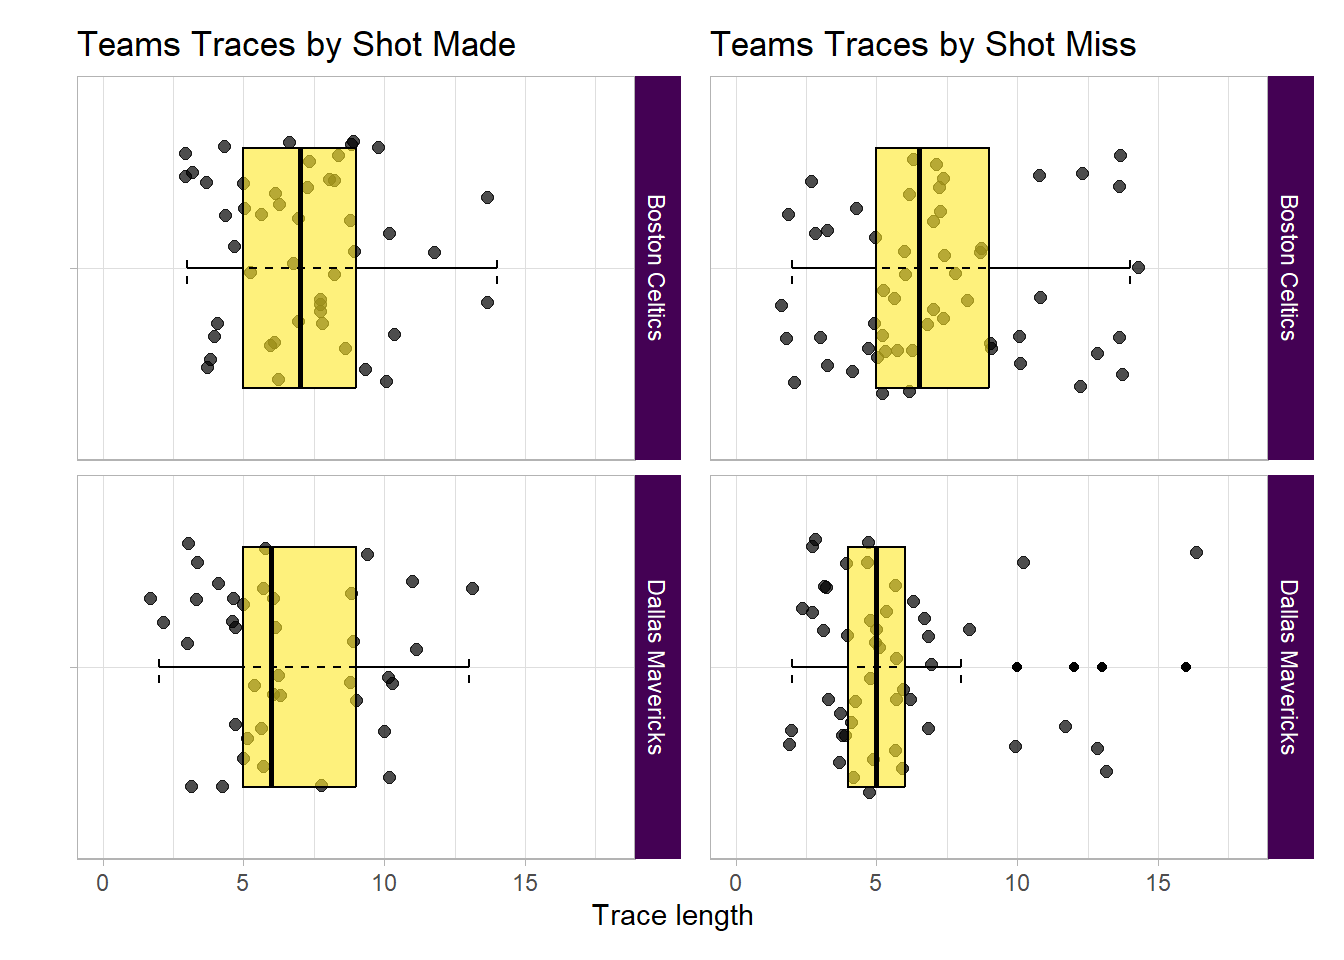 Teams Traces by Shot Made
Teams Traces by Shot Miss
Boston Celtics
Boston Celtics
Dallas Mavericks
Dallas Mavericks
0 5 10 15
0 5 10 15
Trace length